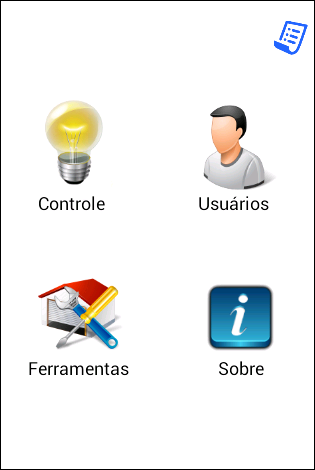 Controle
Usuários
Ferramentas
Sobre